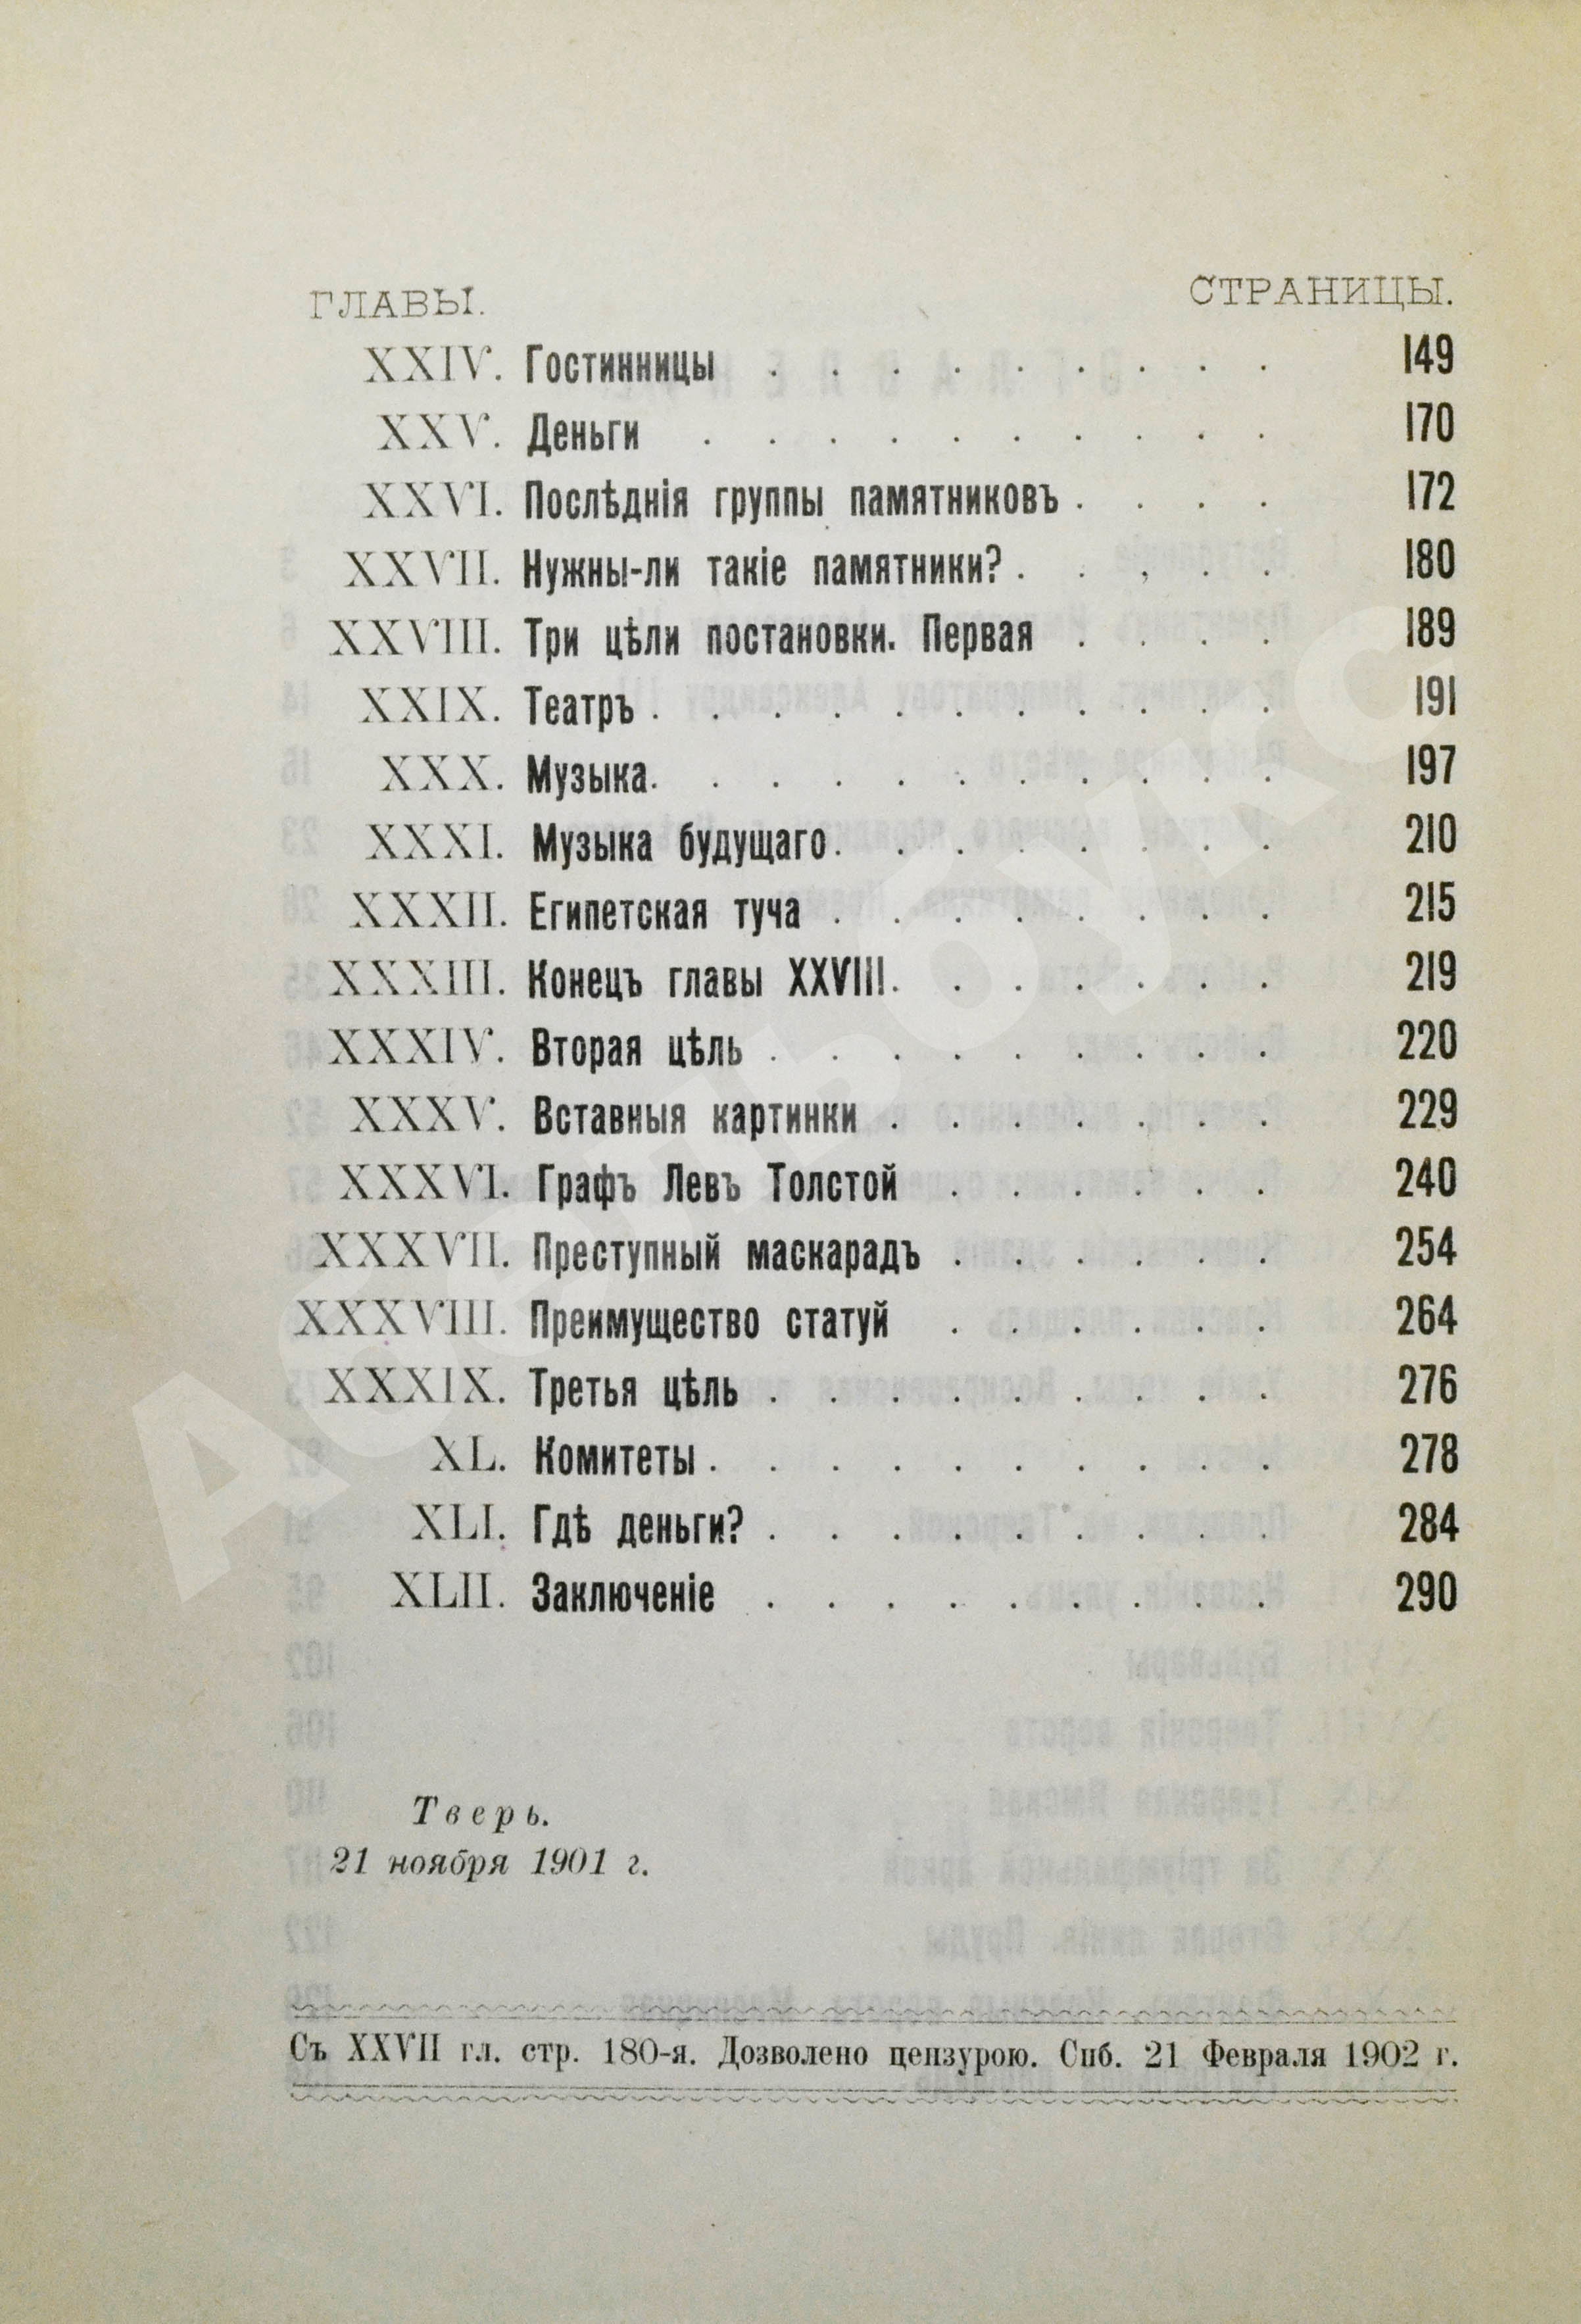 ГЛАВЫ. СТРАНИЦЫ.
XXIV. Гостинницы . . . . . . . . . 149
XXV. Деньги . . . . . . . . . . 170
XXVI. Послѣднія группы памятниковъ . . . . 172
XXVII. Нужны-ли такіе памятники? . . , . . 180
XXVIII. Три цѣли постановки. Первая . . . . 189
XXIX. Театръ . . . . . . . . . . . 191
XXX. Музыка. . . . . . . . . . . 197
XXXI. Музыка будущаго. . . . . . . . 210
XXXII. Египетская туча . . . . . . . . 215
XXXIII. Конецъ главы XXVIII. . . . . . . 219
XXXIV. Вторая цѣль . . . . . . . . . 220
XXXV. Вставныя картинки . . . . . . . 229
XXXVI. Графъ Левъ Толстой . . . . . . 240
XXXVII. Преступный маскарадъ . . . . . . 254
XXXVIII. Преимущество статуй . . . . . . 264
XXXIX. Третья цѣль . . . . . . . . . 276
XL. Комитеты . . . . . . . . . . 278
XLI. Гдѣ деньги? . . . . . . . . . 284
XLII. Заключеніе . . . . . . . . . 290
Тверь.
21 ноября 1901 г.
Съ XXVII гл. стр. 180-я. Дозволено цензурою. Спб. 21 Февраля 1902 г.